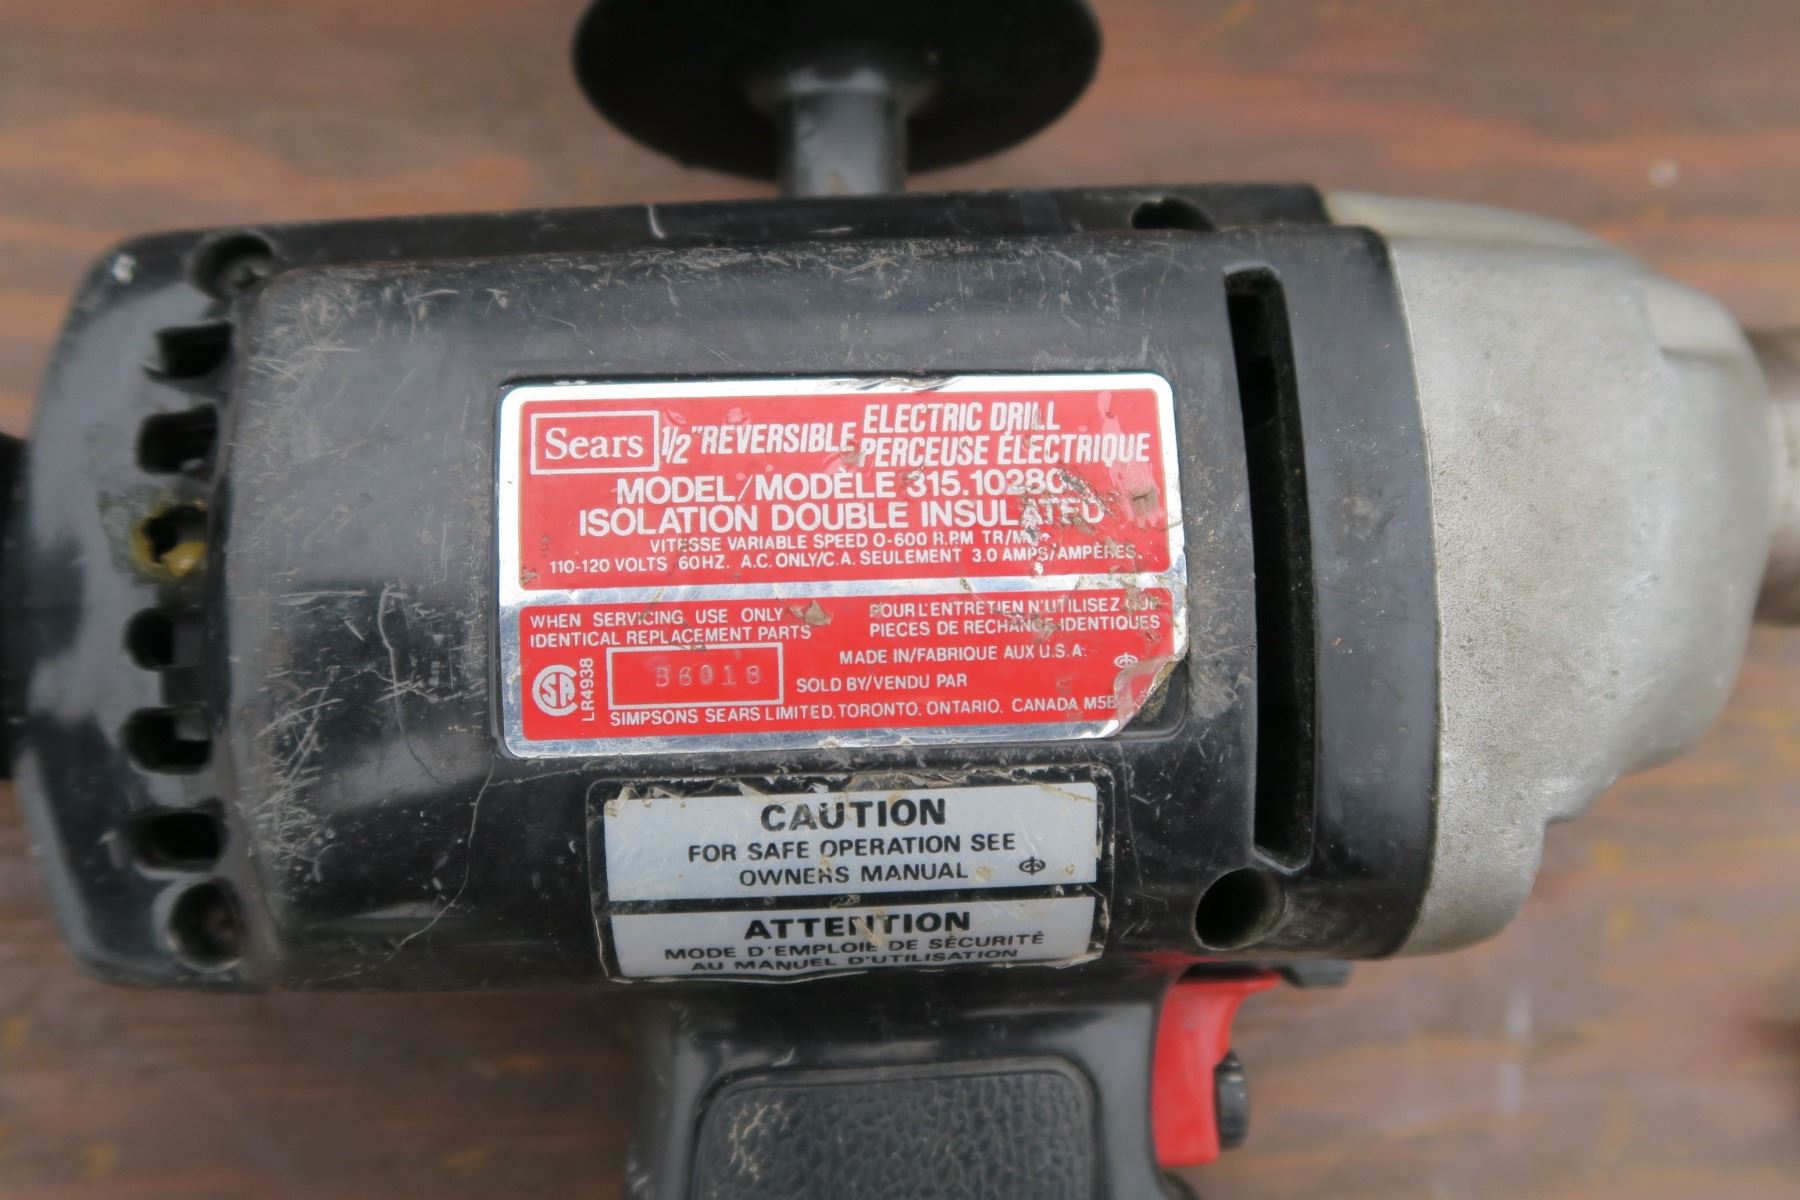 Sears 1/2" REVERSIBLE ELECTRIC DRILL
PERCEUSE ÉLECTRIQUE
MODEL/MODÈLE 315.10280
ISOLATION DOUBLE INSULATED
VITESSE VARIABLE SPEED 0-600 R.P.M TR/M
110-120 VOLTS 60HZ. A.C. ONLY/C.A. SEULEMENT 3.0 AMPS/AMPÈRES.
WHEN SERVICING USE ONLY
IDENTICAL REPLACEMENT PARTS
POUR L'ENTRETIEN N'UTILISEZ QUE
PIECES DE RECHANGE IDENTIQUES
MADE IN/FABRIQUE AUX U.S.A.
LR4938
B6018
SOLD BY/VENDU PAR
SIMPSONS SEARS LIMITED, TORONTO, ONTARIO, CANADA M5B
CAUTION
FOR SAFE OPERATION SEE
OWNERS MANUAL
ATTENTION
MODE D'EMPLOIE DE SÉCURITÉ
AU MANUEL D'UTILISATION